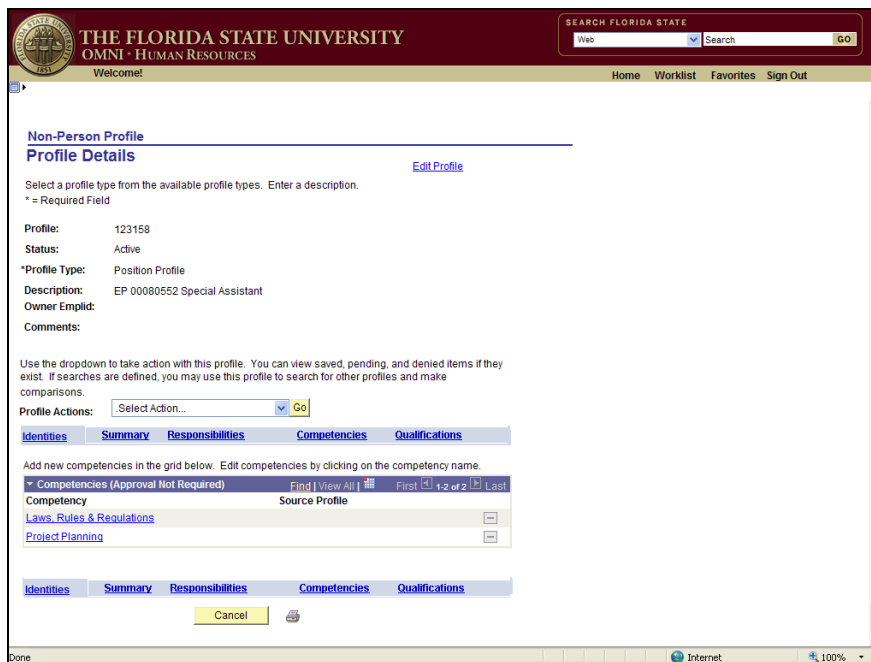 SEARCH FLORIDA STATE
THE FLORIDA STATE UNIVERSITY
Web Search GO
OMNI · HUMAN RESOURCES
1851
Welcome!
Home Worklist Favorites Sign Out
Non-Person Profile
Profile Details
Edit Profile
Select a profile type from the available profile types. Enter a description.
* = Required Field
Profile: 123158
Status: Active
*Profile Type: Position Profile
Description: EP 00080552 Special Assistant
Owner Emplid:
Comments:
Use the dropdown to take action with this profile. You can view saved, pending, and denied items if they
exist. If searches are defined, you may use this profile to search for other profiles and make
comparisons.
Profile Actions: .Select Action... Go
Identities Summary Responsibilities Competencies Qualifications
Add new competencies in the grid below. Edit competencies by clicking on the competency name.
Competencies (Approval Not Required) Find | View All | First 1-2 of 2 Last
Competency Source Profile
Laws, Rules & Regulations
Project Planning
Identities Summary Responsibilities Competencies Qualifications
Cancel
Done Internet 100%